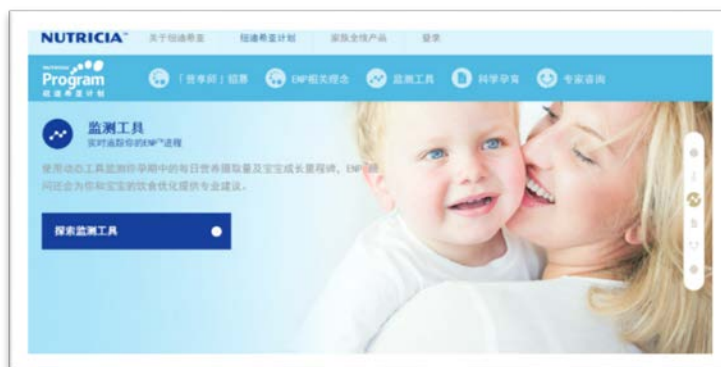 NUTRICIA
关于纽迪希亚 纽迪希亚计划 家族全线产品 登录
Program
纽迪希亚计划
招募 ENP相关理念 监测工具 科学孕育 专家咨询
监测工具
实时追踪你的ENP™进程
使用动态工具监测你孕期中的每日营养摄取量及宝宝成长里程碑，ENP顾
问还会为你和宝宝的饮食优化提供专业建议。
探索监测工具